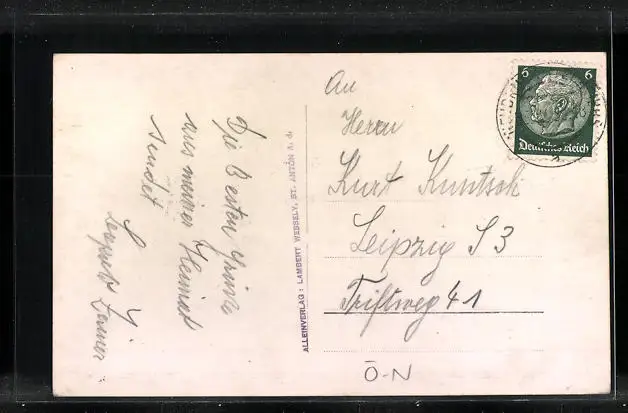 Die Besten Grüsse
aus meiner Heimat
sendet
ALLEINVERLAG: LAMBERT WESSELY, ST. ANTON A. d.
An
Herrn
Kurt Kuntsch
Leipzig S 3
Triftweg 41
Ö-N
6 6
Deutsches Reich